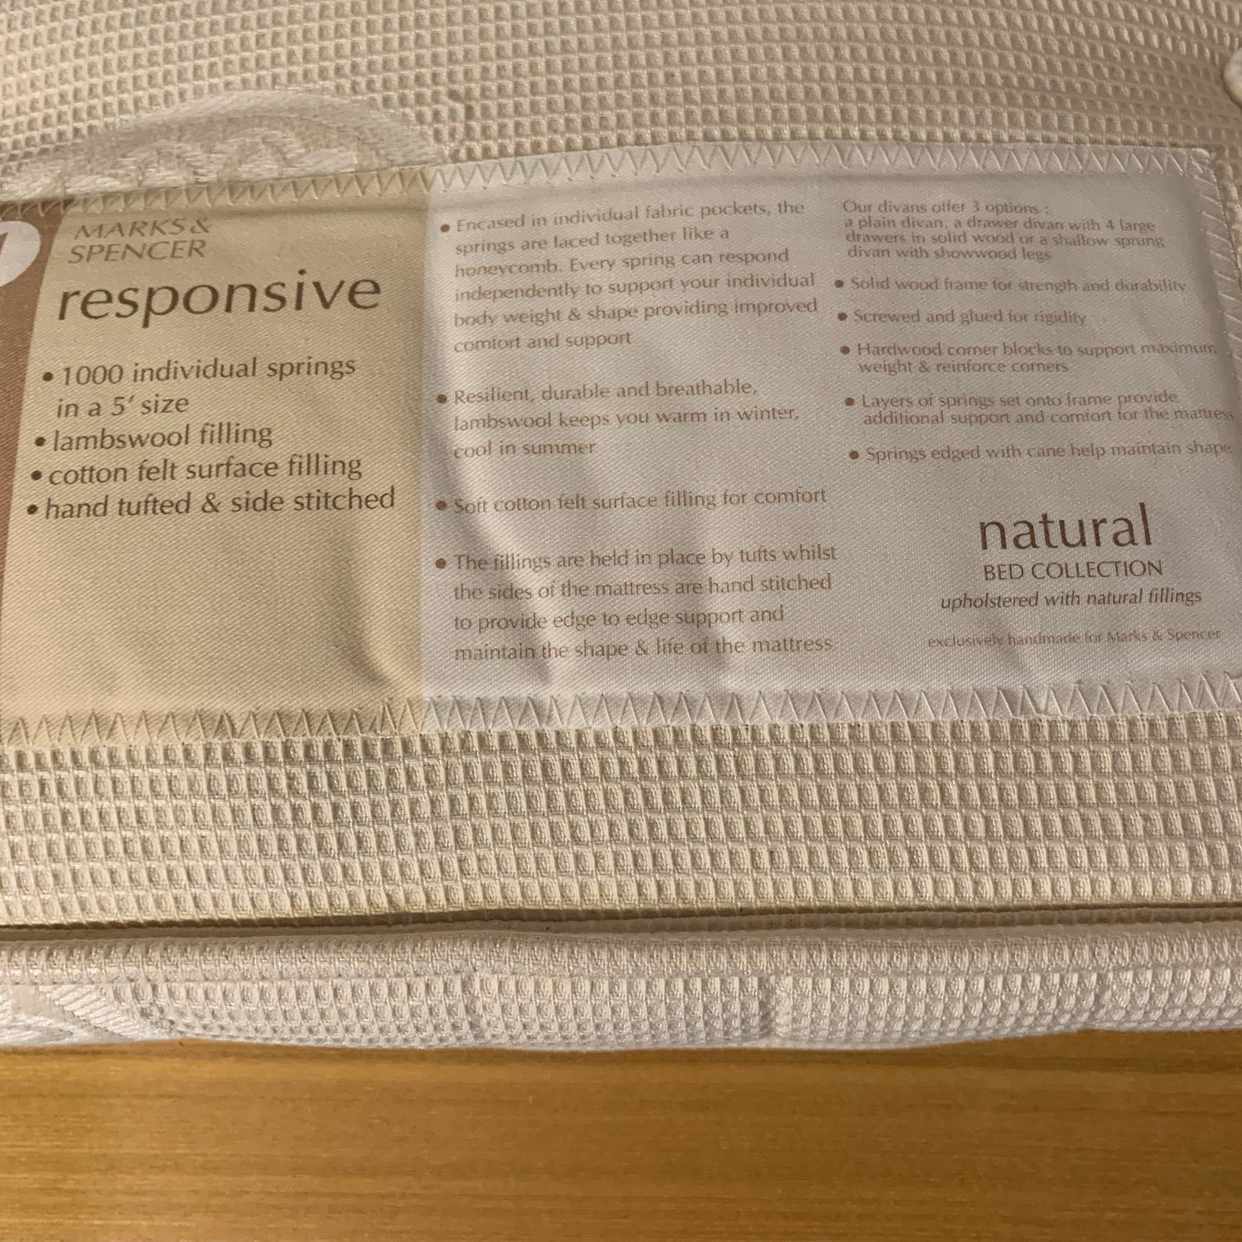 MARKS &
SPENCER
responsive
• 1000 individual springs
in a 5' size
• lambswool filling
• cotton felt surface filling
• hand tufted & side stitched
• Encased in individual fabric pockets, the
springs are laced together like a
honeycomb. Every spring can respond
independently to support your individual
body weight & shape providing improved
comfort and support
• Resilient, durable and breathable,
lambswool keeps you warm in winter,
cool in summer
• Soft cotton felt surface filling for comfort
• The fillings are held in place by tufts whilst
the sides of the mattress are hand stitched
to provide edge to edge support and
maintain the shape & life of the mattress
Our divans offer 3 options :
a plain divan, a drawer divan with 4 large
drawers in solid wood or a shallow sprung
divan with showwood legs
• Solid wood frame for strength and durability
• Screwed and glued for rigidity
• Hardwood corner blocks to support maximum
weight & reinforce corners
• Layers of springs set onto frame provide
additional support and comfort for the mattress
• Springs edged with cane help maintain shape
natural
BED COLLECTION
upholstered with natural fillings
exclusively handmade for Marks & Spencer